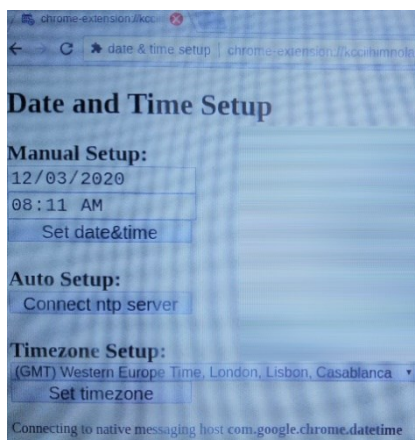 chrome-extension://kcc
date & time setup | chrome-extension://kcciihimnola
Date and Time Setup
Manual Setup:
12/03/2020
08:11 AM
Set date&time
Auto Setup:
Connect ntp server
Timezone Setup:
(GMT) Western Europe Time, London, Lisbon, Casablanca
Set timezone
Connecting to native messaging host com.google.chrome.datetime